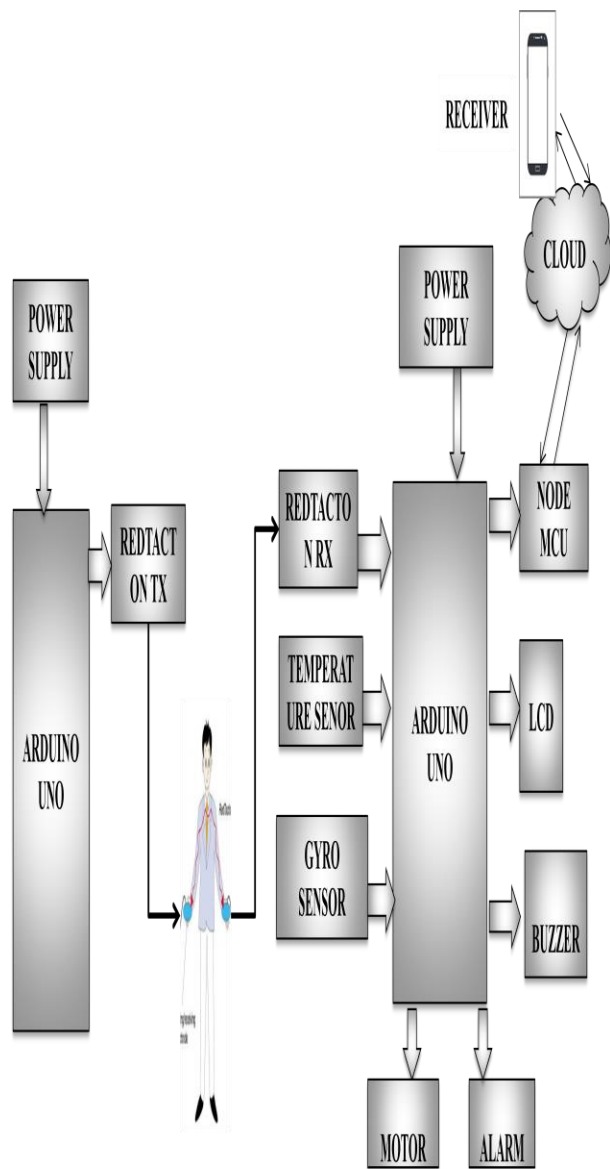 RECEIVER
CLOUD
POWER
SUPPLY
POWER
SUPPLY
REDTACT
ON TX
REDTACTO
N RX
NODE
MCU
TEMPERAT
URE SENOR
ARDUINO
UNO
ARDUINO
UNO
LCD
GYRO
SENSOR
BUZZER
MOTOR
ALARM